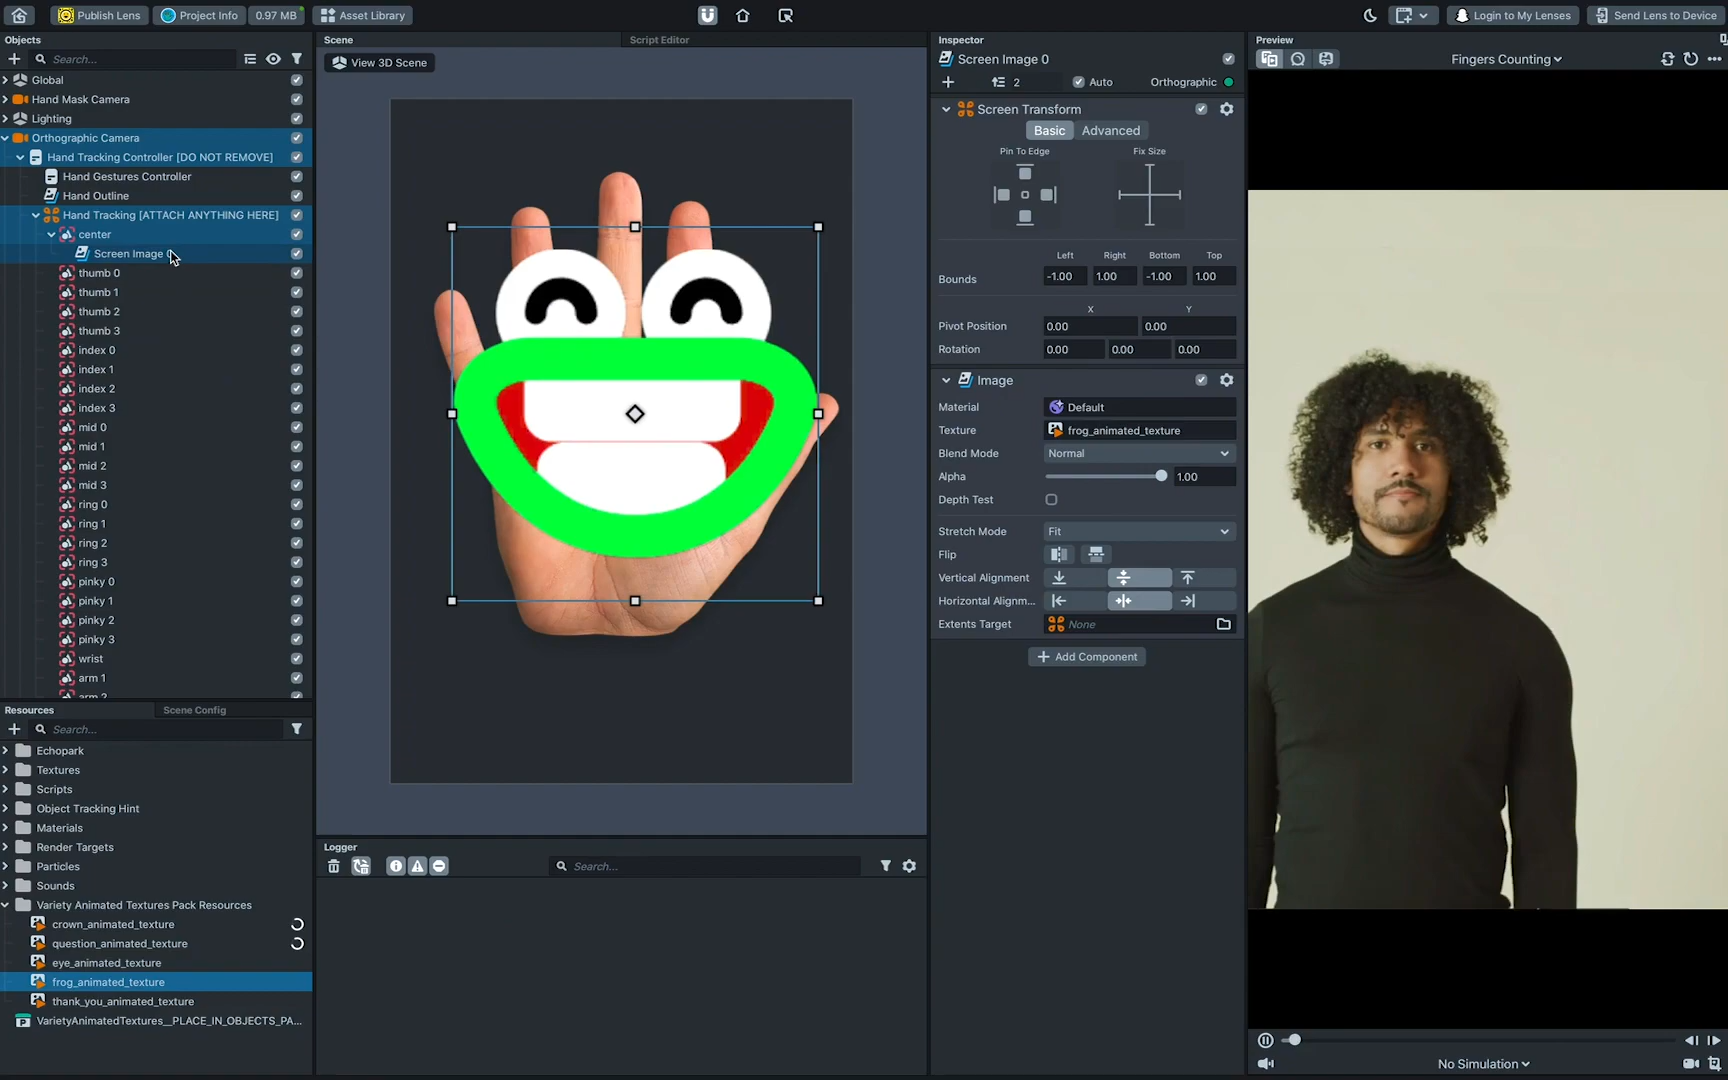 Publish Lens
Project Info
0.97 MB
Asset Library
Login to My Lenses
Send Lens to Device
Objects
Search...
Global
Hand Mask Camera
Lighting
Orthographic Camera
Hand Tracking Controller [DO NOT REMOVE]
Hand Gestures Controller
Hand Outline
Hand Tracking [ATTACH ANYTHING HERE]
center
Screen Image 0
thumb 0
thumb 1
thumb 2
thumb 3
index 0
index 1
index 2
index 3
mid 0
mid 1
mid 2
mid 3
ring 0
ring 1
ring 2
ring 3
pinky 0
pinky 1
pinky 2
pinky 3
wrist
arm 1
arm 2
Resources
Scene Config
Search...
Echopark
Textures
Scripts
Object Tracking Hint
Materials
Render Targets
Particles
Sounds
Variety Animated Textures Pack Resources
crown_animated_texture
question_animated_texture
eye_animated_texture
frog_animated_texture
thank_you_animated_texture
VarietyAnimatedTextures__PLACE_IN_OBJECTS_PA...
Scene
Script Editor
View 3D Scene
Logger
Search...
Inspector
Screen Image 0
2
Auto
Orthographic
Screen Transform
Basic
Advanced
Pin To Edge
Fix Size
Left Right Bottom Top
Bounds -1.00 1.00 -1.00 1.00
X Y
Pivot Position 0.00 0.00
Rotation 0.00 0.00 0.00
Image
Material Default
Texture frog_animated_texture
Blend Mode Normal
Alpha 1.00
Depth Test
Stretch Mode Fit
Flip
Vertical Alignment
Horizontal Alignm...
Extents Target None
Add Component
Preview
Fingers Counting
No Simulation